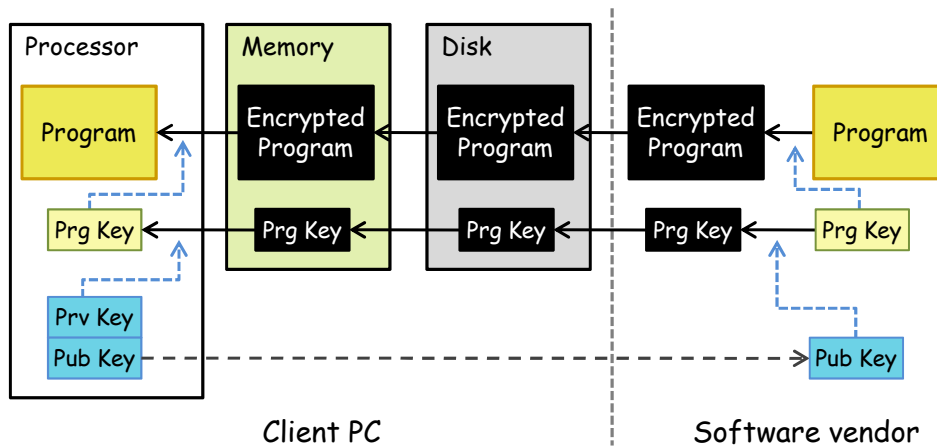 Processor
Memory
Disk
Program
Encrypted
Program
Encrypted
Program
Encrypted
Program
Program
Prg Key
Prg Key
Prg Key
Prg Key
Prg Key
Prv Key
Pub Key
Pub Key
Client PC
Software vendor